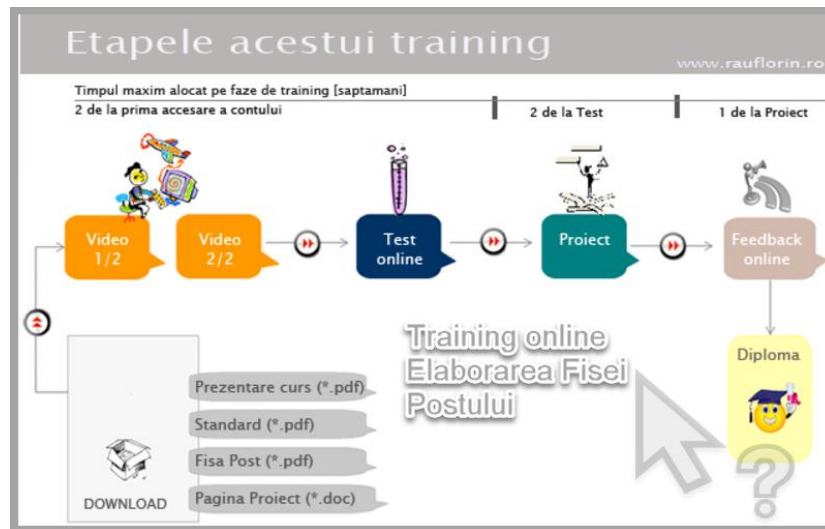 Etapele acestui training
www.rauflorin.ro
Timpul maxim alocat pe faze de training [saptamani]
2 de la prima accesare a contului
2 de la Test
1 de la Proiect
Video
1/2
Video
2/2
Test
online
Proiect
Feedback
online
Diploma
Training online
Elaborarea Fisei
Postului
Prezentare curs (*.pdf)
Standard (*.pdf)
Fisa Post (*.pdf)
Pagina Proiect (*.doc)
DOWNLOAD
?